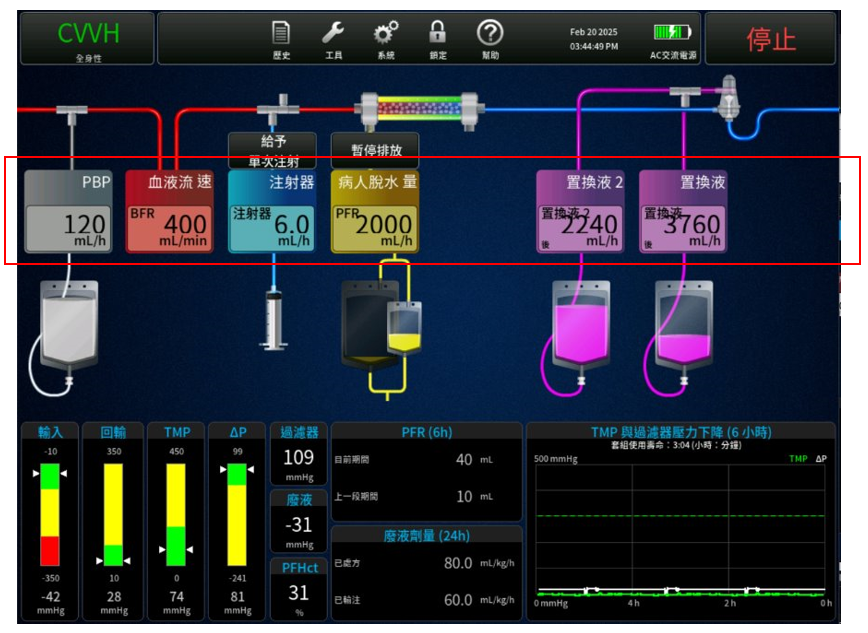 CVVH
全身性
歷史
工具
系統
鎖定
幫助
Feb 20 2025
03:44:49 PM
AC交流電源
停止
給予
單次注射
暫停排放
PBP
120
mL/h
血液流 速
BFR
400
mL/min
注射器
注射器
6.0
mL/h
病人脫水 量
PFR
2000
mL/h
置換液 2
置換液 2
2240
後
mL/h
置換液
置換液
3760
後
mL/h
輸入
-10
-350
-42
mmHg
回輸
350
10
28
mmHg
TMP
450
0
74
mmHg
ΔP
99
-241
81
mmHg
過濾器
109
mmHg
廢液
-31
mmHg
PFHct
31
%
PFR (6h)
目前期間 40 mL
上一段期間 10 mL
廢液劑量 (24h)
已處方 80.0 mL/kg/h
已輸注 60.0 mL/kg/h
TMP 與過濾器壓力下降 (6 小時)
套組使用壽命：3:04 (小時：分鐘)
500 mmHg
TMP ΔP
0 mmHg
4 h
2 h
0 h